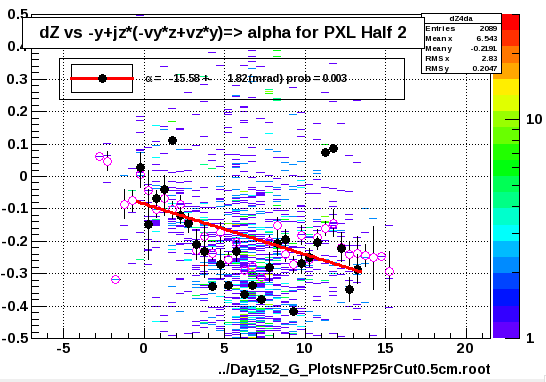 dZ vs -y+jz*(-vy*z+vz*y)=> alpha for PXL Half 2
dZ4da
Entries 2089
Mean x 6.543
Mean y -0.2191
RMS x 2.83
RMS y 0.2047
α = -15.58 +- 1.82 (mrad) prob = 0.003
0.5
0.4
0.3
0.2
0.1
0
-0.1
-0.2
-0.3
-0.4
-0.5
-5
0
5
10
15
20
10
1
../Day152_G_PlotsNFP25rCut0.5cm.root